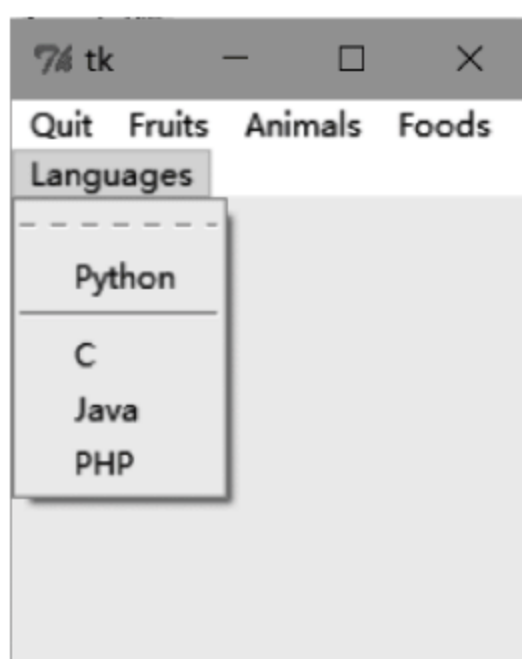 tk
Quit Fruits Animals Foods
Languages
Python
C
Java
PHP